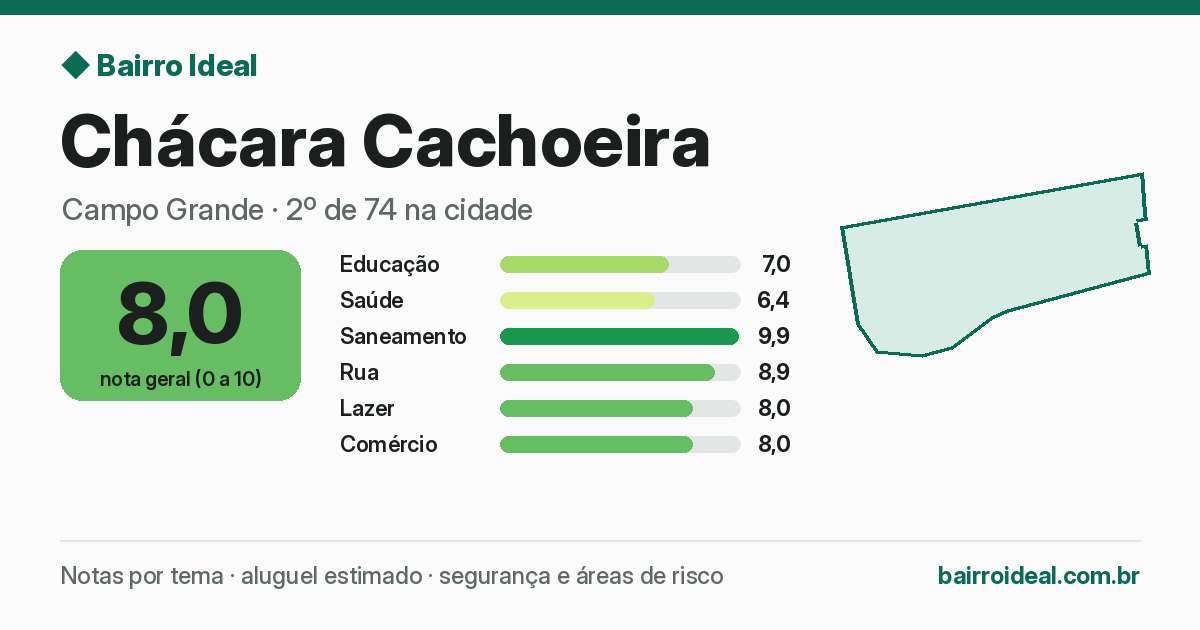 Bairro Ideal
Chácara Cachoeira
Campo Grande · 2º de 74 na cidade
8,0
nota geral (0 a 10)
Educação 7,0
Saúde 6,4
Saneamento 9,9
Rua 8,9
Lazer 8,0
Comércio 8,0
Notas por tema · aluguel estimado · segurança e áreas de risco
bairroideal.com.br